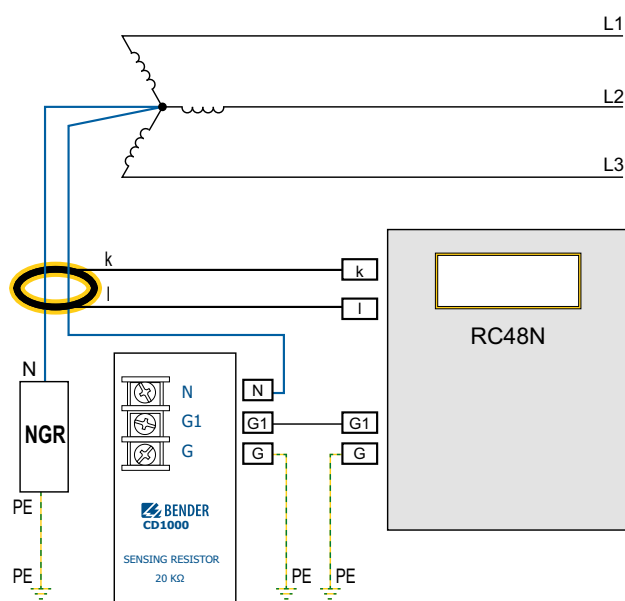 L1
L2
L3
k
k
l
l
RC48N
N
N
N
G1
G1
G1
G
G
G
NGR
PE
BENDER
CD1000
SENSING RESISTOR
20 KΩ
PE
PE
PE